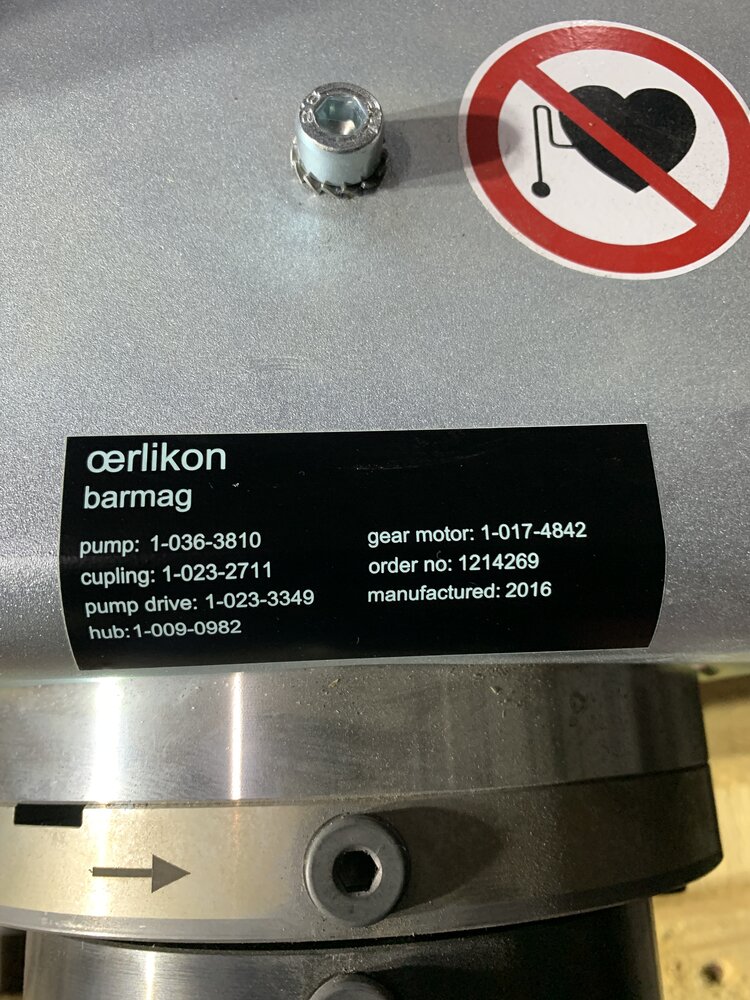 œrlikon
barmag
pump: 1-036-3810
cupling: 1-023-2711
pump drive: 1-023-3349
hub:1-009-0982
gear motor: 1-017-4842
order no: 1214269
manufactured: 2016